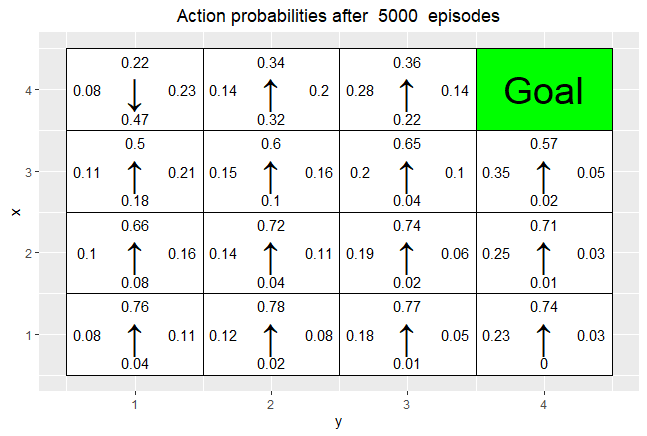 Action probabilities after 5000 episodes
0.22 0.34 0.36
4 0.08 0.23 0.14 0.2 0.28 0.14 Goal
0.47 0.32 0.22
0.5 0.6 0.65 0.57
3 0.11 0.21 0.15 0.16 0.2 0.1 0.35 0.05
0.18 0.1 0.04 0.02
x
0.66 0.72 0.74 0.71
2 0.1 0.16 0.14 0.11 0.19 0.06 0.25 0.03
0.08 0.04 0.02 0.01
0.76 0.78 0.77 0.74
1 0.08 0.11 0.12 0.08 0.18 0.05 0.23 0.03
0.04 0.02 0.01 0
1 2 3 4
y